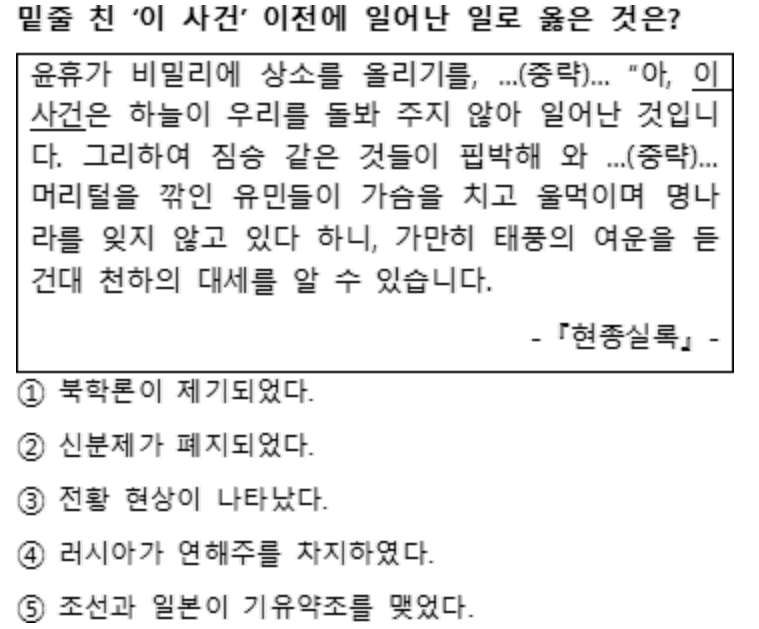 밑줄 친 ‘이 사건’ 이전에 일어난 일로 옳은 것은?
윤휴가 비밀리에 상소를 올리기를, ...(중략)... “아, 이
사건은 하늘이 우리를 돌봐 주지 않아 일어난 것입니
다. 그리하여 짐승 같은 것들이 핍박해 와 ...(중략)...
머리털을 깎인 유민들이 가슴을 치고 울먹이며 명나
라를 잊지 않고 있다 하니, 가만히 태풍의 여운을 듣
건대 천하의 대세를 알 수 있습니다.
-『현종실록』-
① 북학론이 제기되었다.
② 신분제가 폐지되었다.
③ 전황 현상이 나타났다.
④ 러시아가 연해주를 차지하였다.
⑤ 조선과 일본이 기유약조를 맺었다.